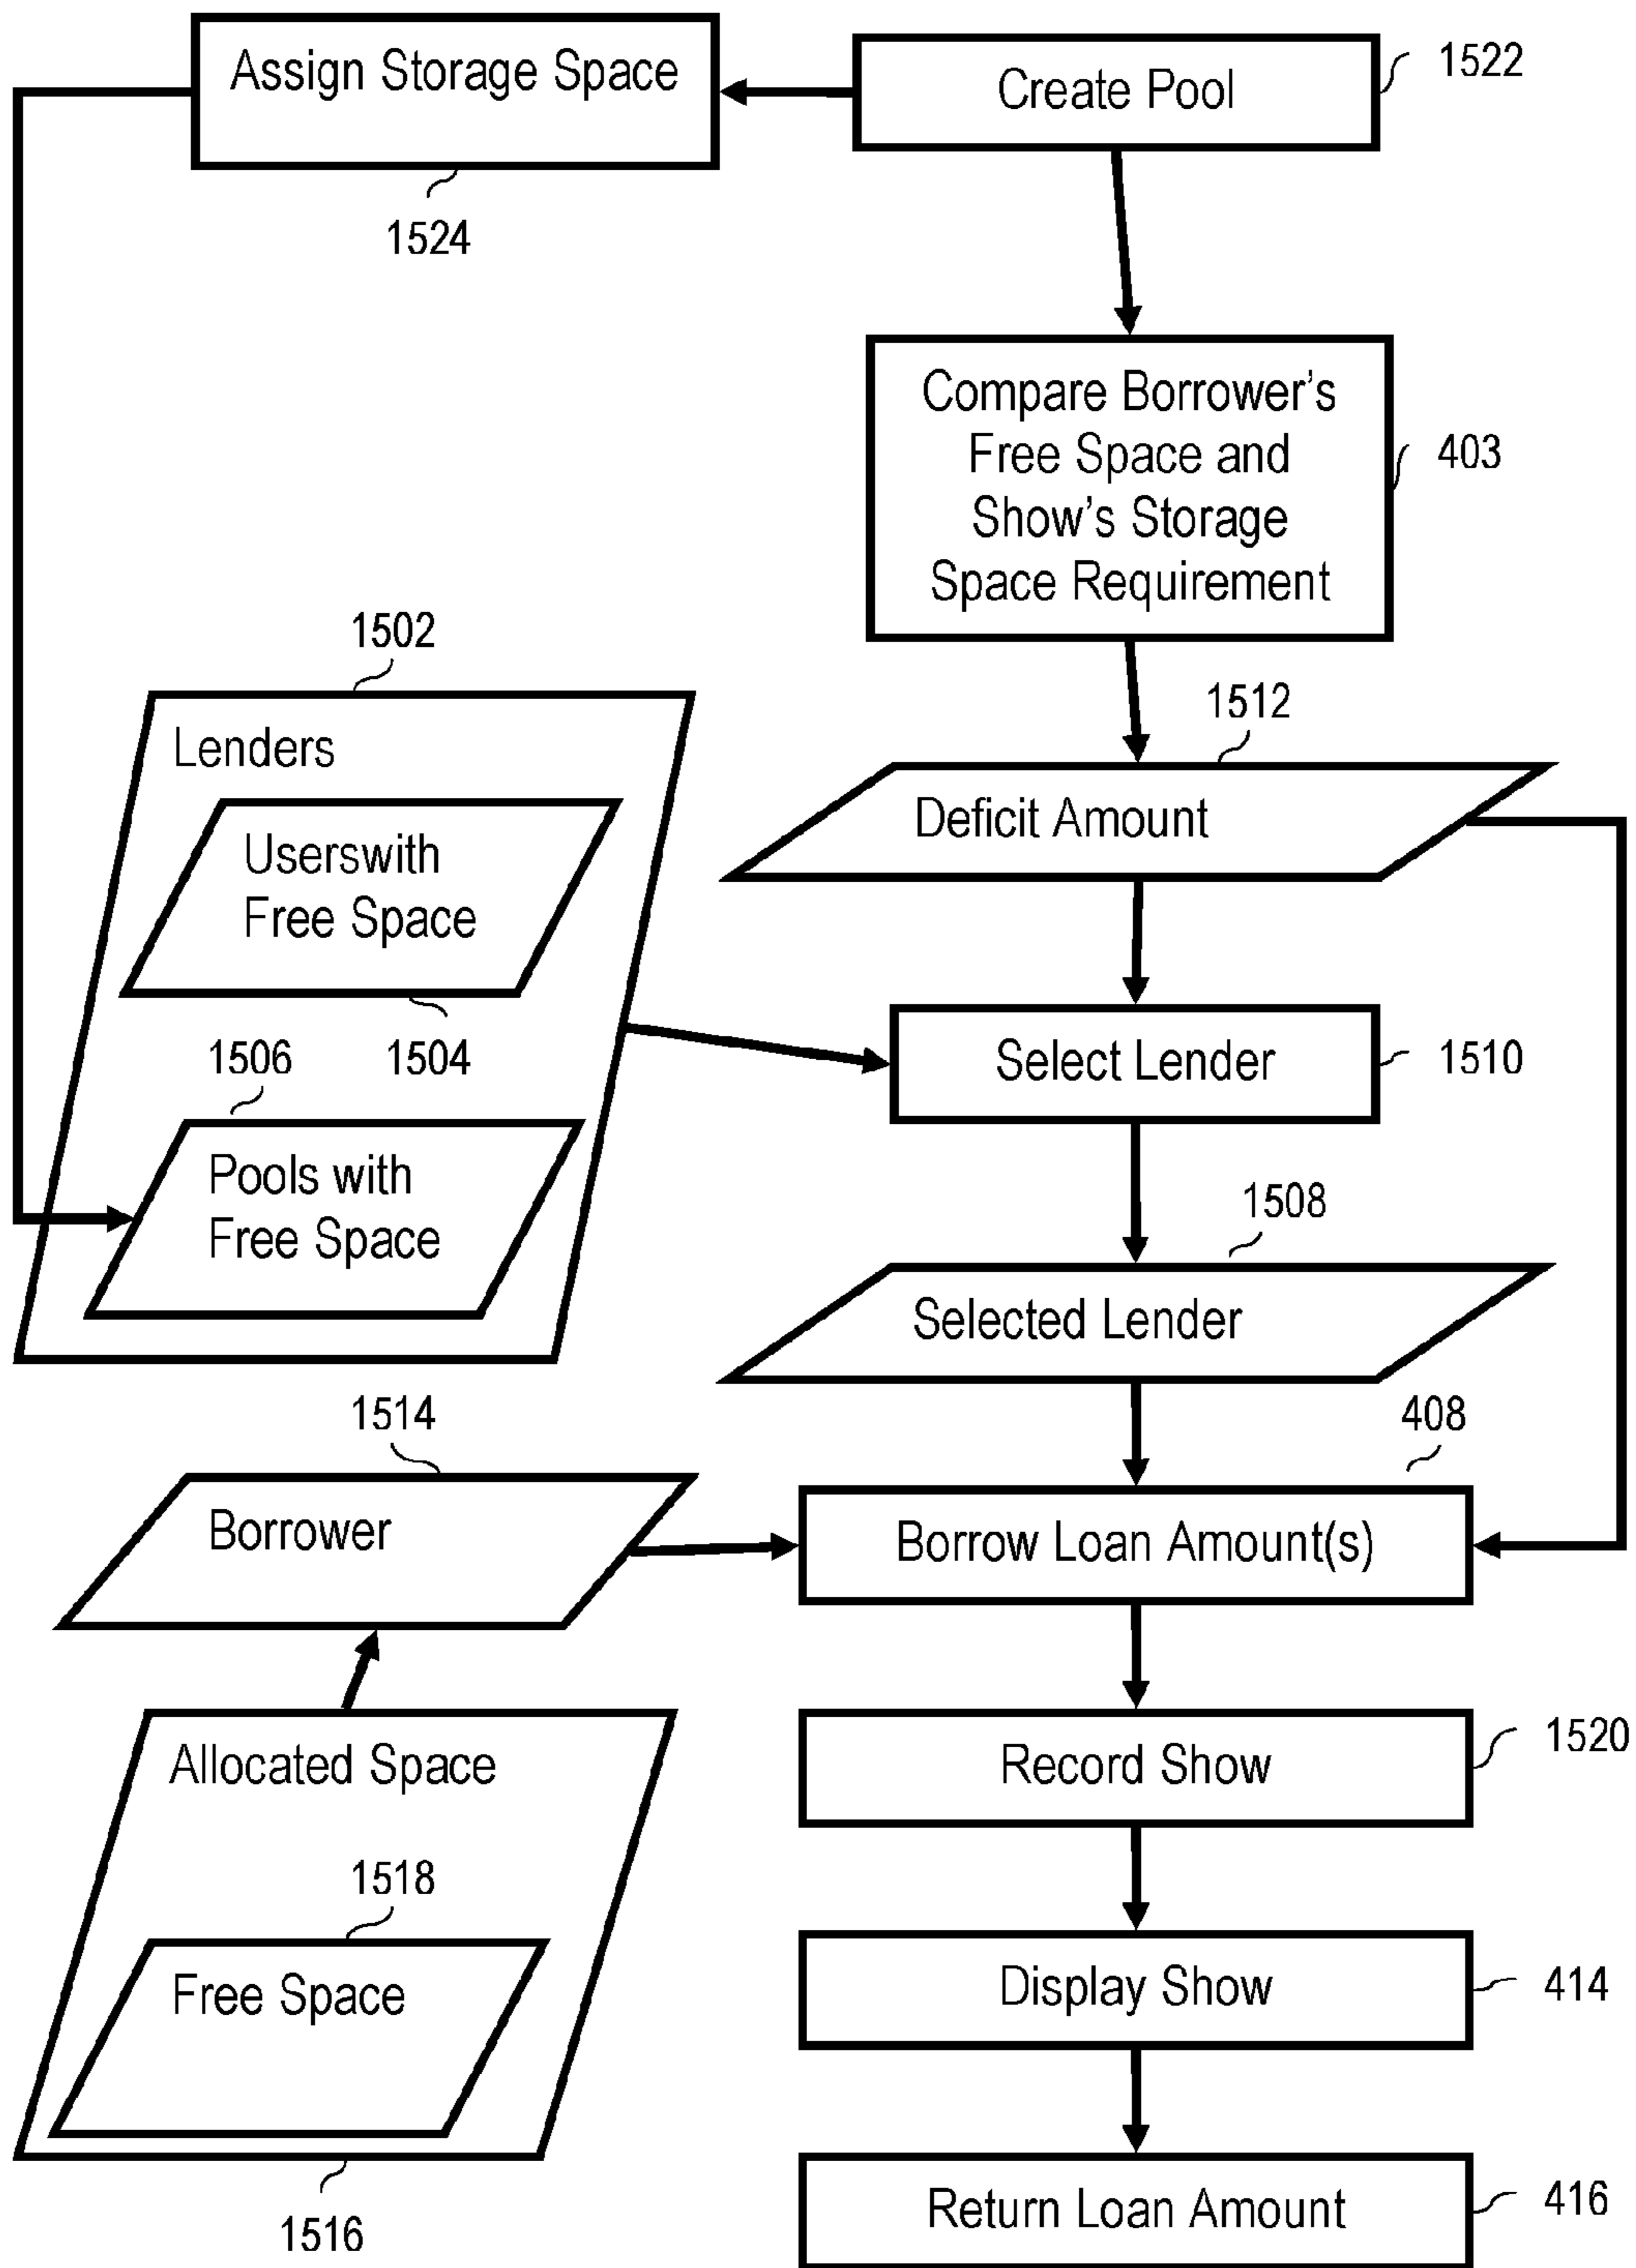 Assign Storage Space
1524
Create Pool
1522
Compare Borrower's
Free Space and
Show's Storage
Space Requirement
403
1502
Lenders
Userswith
Free Space
1504
1506
Pools with
Free Space
1512
Deficit Amount
Select Lender
1510
1508
Selected Lender
1514
Borrower
408
Borrow Loan Amount(s)
Allocated Space
1518
Free Space
1516
Record Show
1520
Display Show
414
Return Loan Amount
416